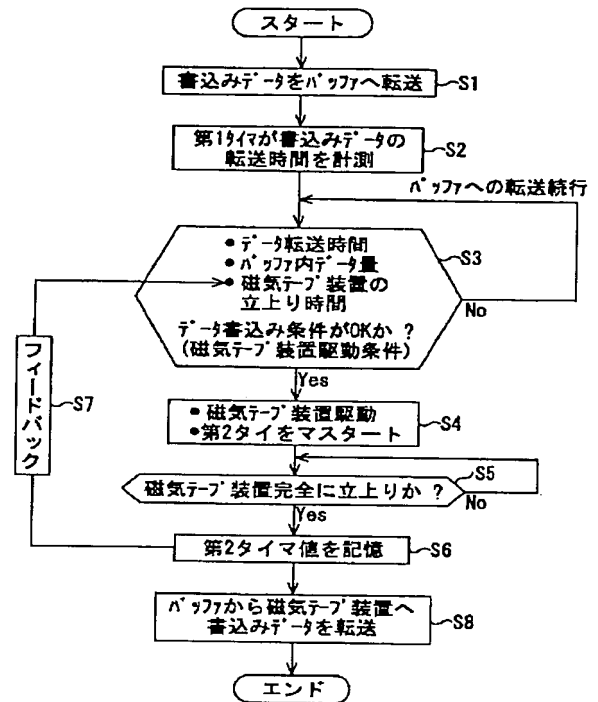 スタート
書込みデータをバッファへ転送
S1
第1タイマが書込みデータの
転送時間を計測
S2
バッファへの転送続行
●データ転送時間
●バッファ内データ量
●磁気テープ装置の
立上り時間
データ書込み条件がOKか?
(磁気テープ装置駆動条件)
S3
No
Yes
フィードバック
S7
●磁気テープ装置駆動
●第2タイをマスタート
S4
磁気テープ装置完全に立上りか?
S5
No
Yes
第2タイマ値を記憶
S6
バッファから磁気テープ装置へ
書込みデータを転送
S8
エンド